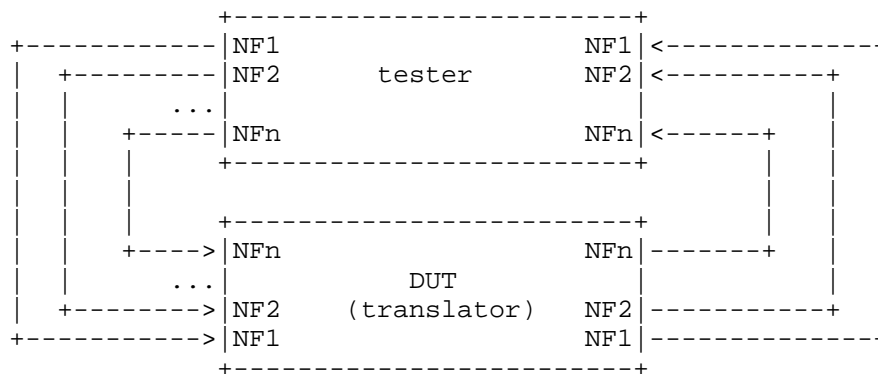 NF1 NF1
NF2 tester NF2
...
NFn NFn
NFn NFn
... DUT
NF2 (translator) NF2
NF1 NF1